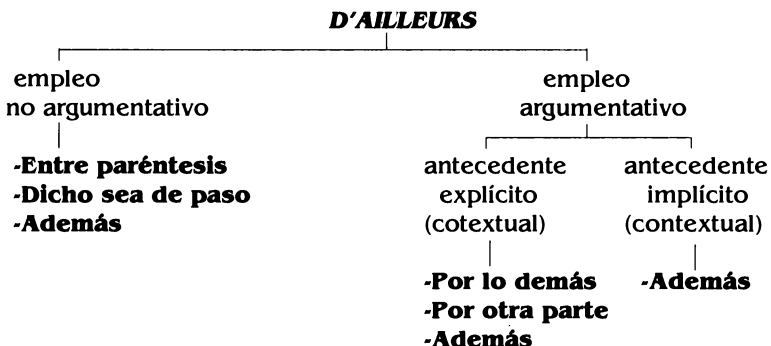 D'AILLEURS
empleo
no argumentativo
-Entre paréntesis
-Dicho sea de paso
-Además
empleo
argumentativo
antecedente
explícito
(cotextual)
-Por lo demás
-Por otra parte
-Además
antecedente
implícito
(contextual)
-Además